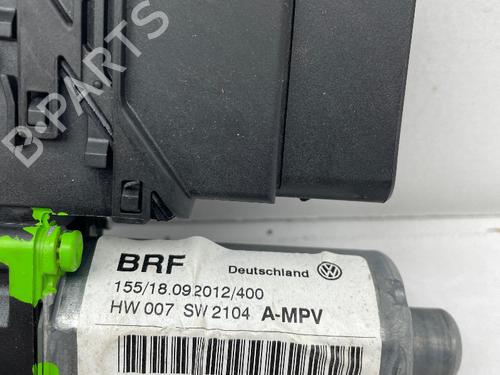 B-PARTS
BRF Deutschland
155/18.09.2012/400
HW 007 SW 2104 A-MPV